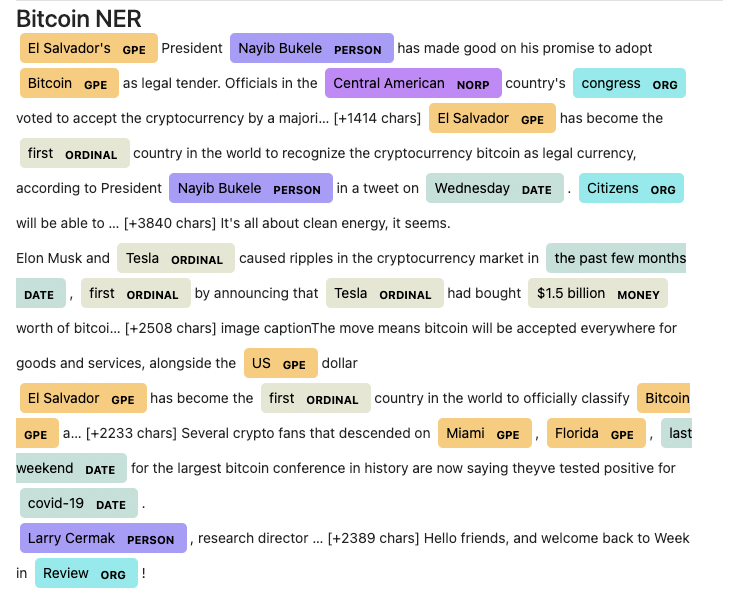 Bitcoin NER
El Salvador's GPE President Nayib Bukele PERSON has made good on his promise to adopt
Bitcoin GPE as legal tender. Officials in the Central American NORP country's congress ORG
voted to accept the cryptocurrency by a majori… [+1414 chars] El Salvador GPE has become the
first ORDINAL country in the world to recognize the cryptocurrency bitcoin as legal currency,
according to President Nayib Bukele PERSON in a tweet on Wednesday DATE . Citizens ORG
will be able to … [+3840 chars] It's all about clean energy, it seems.
Elon Musk and Tesla ORDINAL caused ripples in the cryptocurrency market in the past few months
DATE , first ORDINAL by announcing that Tesla ORDINAL had bought $1.5 billion MONEY
worth of bitcoi… [+2508 chars] image captionThe move means bitcoin will be accepted everywhere for
goods and services, alongside the US GPE dollar
El Salvador GPE has become the first ORDINAL country in the world to officially classify Bitcoin
GPE a… [+2233 chars] Several crypto fans that descended on Miami GPE , Florida GPE , last
weekend DATE for the largest bitcoin conference in history are now saying theyve tested positive for
covid-19 DATE .
Larry Cermak PERSON , research director … [+2389 chars] Hello friends, and welcome back to Week
in Review ORG !